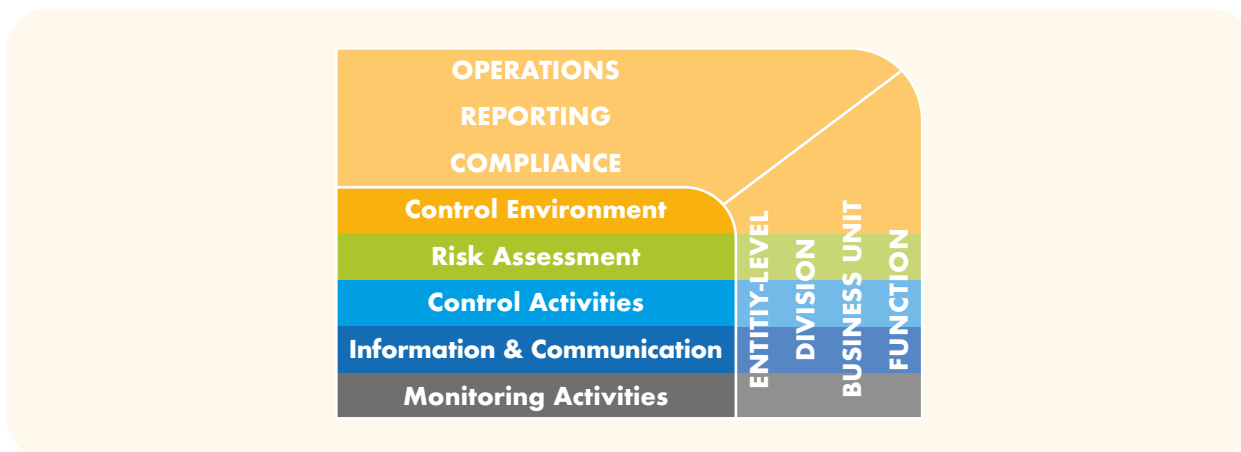 OPERATIONS
REPORTING
COMPLIANCE
Control Environment
Risk Assessment
Control Activities
Information & Communication
Monitoring Activities
ENTITIY-LEVEL
DIVISION
BUSINESS UNIT
FUNCTION